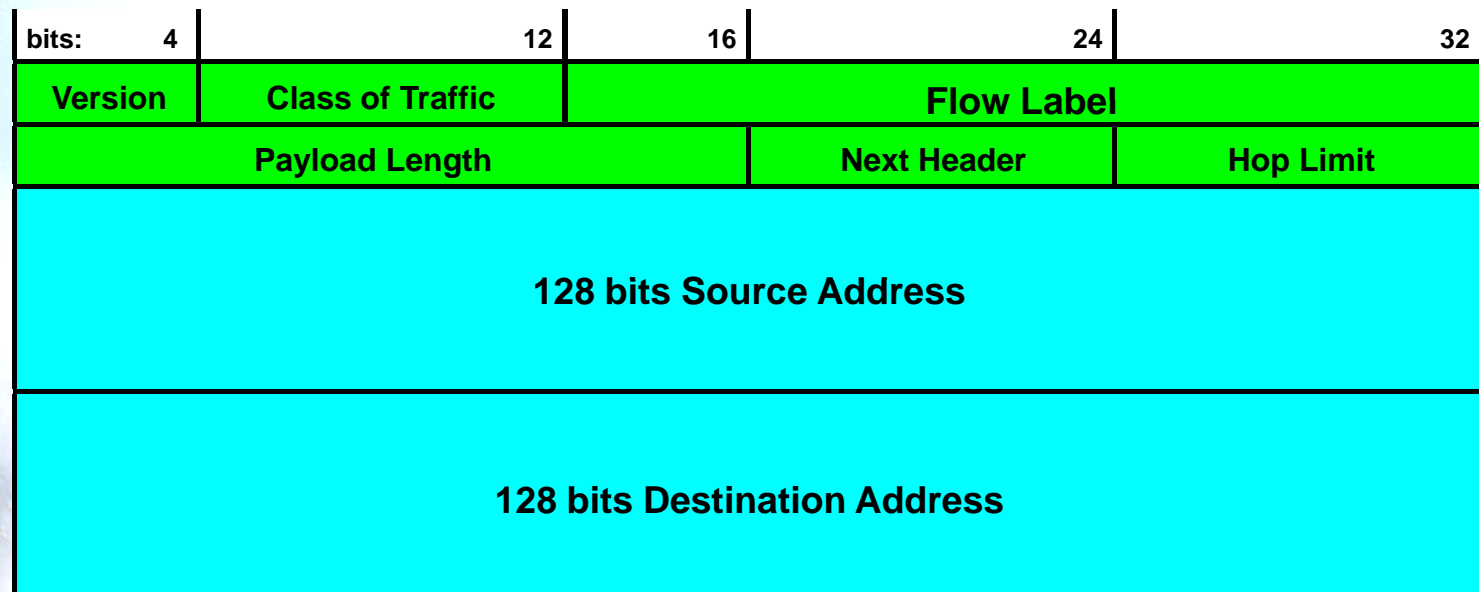 bits: 4 12 16 24 32
Version Class of Traffic Flow Label
Payload Length Next Header Hop Limit
128 bits Source Address
128 bits Destination Address